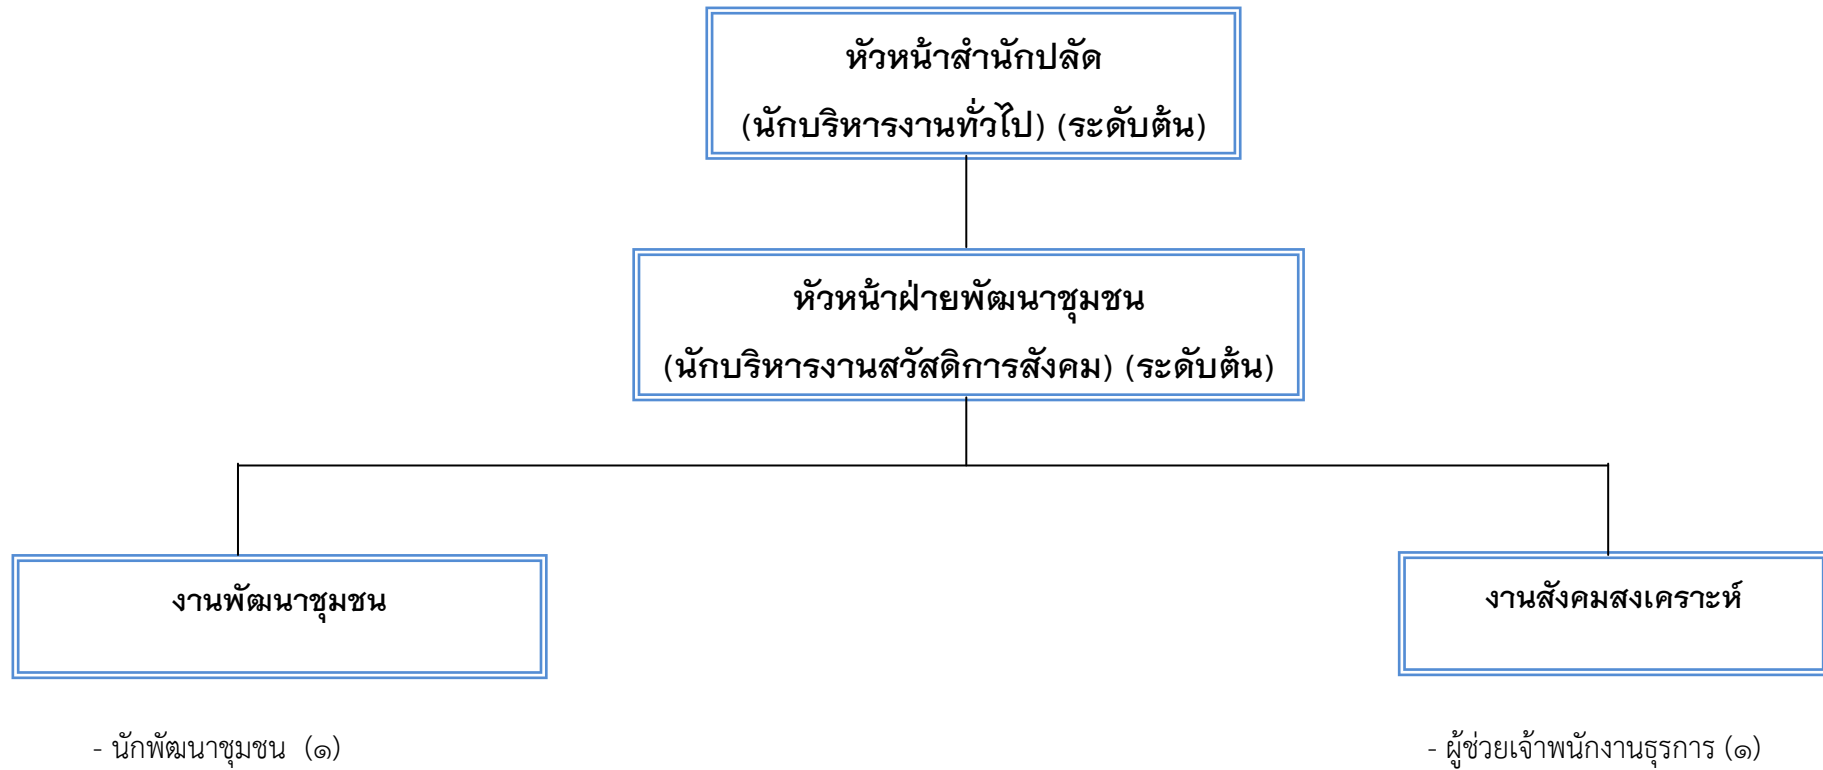 หัวหน้าสำนักปลัด
(นักบริหารงานทั่วไป) (ระดับต้น)
หัวหน้าฝ่ายพัฒนาชุมชน
(นักบริหารงานสวัสดิการสังคม) (ระดับต้น)
งานพัฒนาชุมชน
งานสังคมสงเคราะห์
- นักพัฒนาชุมชน (๑)
- ผู้ช่วยเจ้าพนักงานธุรการ (๑)